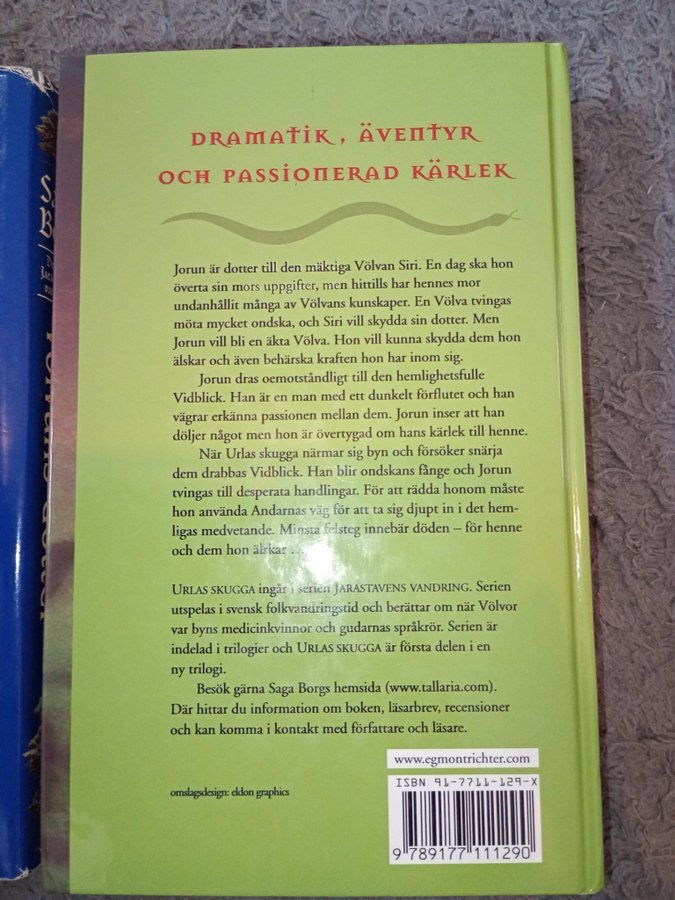 DRAMATIK, ÄVENTYR
OCH PASSIONERAD KÄRLEK
Jorun är dotter till den mäktiga Völvan Siri. En dag ska hon
överta sin mors uppgifter, men hittills har hennes mor
undanhållit många av Völvans kunskaper. En Völva tvingas
möta mycket ondska, och Siri vill skydda sin dotter. Men
Jorun vill bli en äkta Völva. Hon vill kunna skydda dem hon
älskar och även behärska kraften hon har inom sig.
Jorun dras oemotståndligt till den hemlighetsfulle
Vidblick. Han är en man med ett dunkelt förflutet och han
vägrar erkänna passionen mellan dem. Jorun inser att han
döljer något men hon är övertygad om hans kärlek till henne.
När Urlas skugga närmar sig byn och försöker snärja
dem drabbas Vidblick. Han blir ondskans fånge och Jorun
tvingas till desperata handlingar. För att rädda honom måste
hon använda Andarnas väg för att ta sig djupt in i det hem-
ligas medvetande. Minsta felsteg innebär döden – för henne
och dem hon älskar ...
URLAS SKUGGA ingår i serien JARASTAVENS VANDRING. Serien
utspelas i svensk folkvandringstid och berättar om när Völvor
var byns medicinkvinnor och gudarnas språkrör. Serien är
indelad i trilogier och URLAS SKUGGA är första delen i en
ny trilogi.
Besök gärna Saga Borgs hemsida (www.tallaria.com).
Där hittar du information om boken, läsarbrev, recensioner
och kan komma i kontakt med författare och läsare.
www.egmontrichter.com
ISBN 91-7711-129-X
9 789177 111290
omslagsdesign: eldon graphics